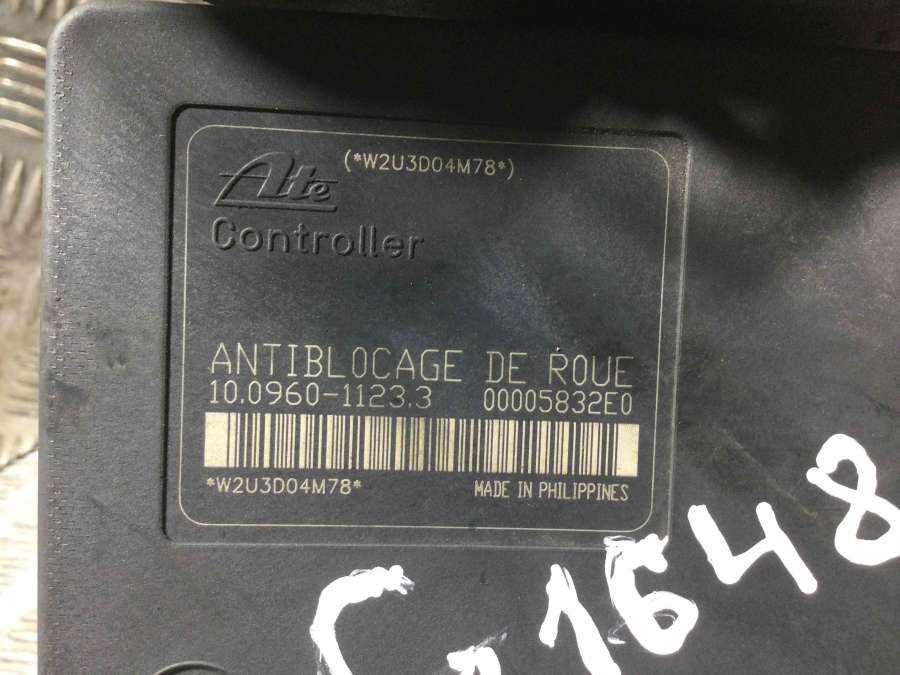 (*W2U3D04M78*)
Ate
Controller
ANTIBLOCAGE DE ROUE
10.0960-1123.3 00005832E0
*W2U3D04M78*
MADE IN PHILIPPINES
1648